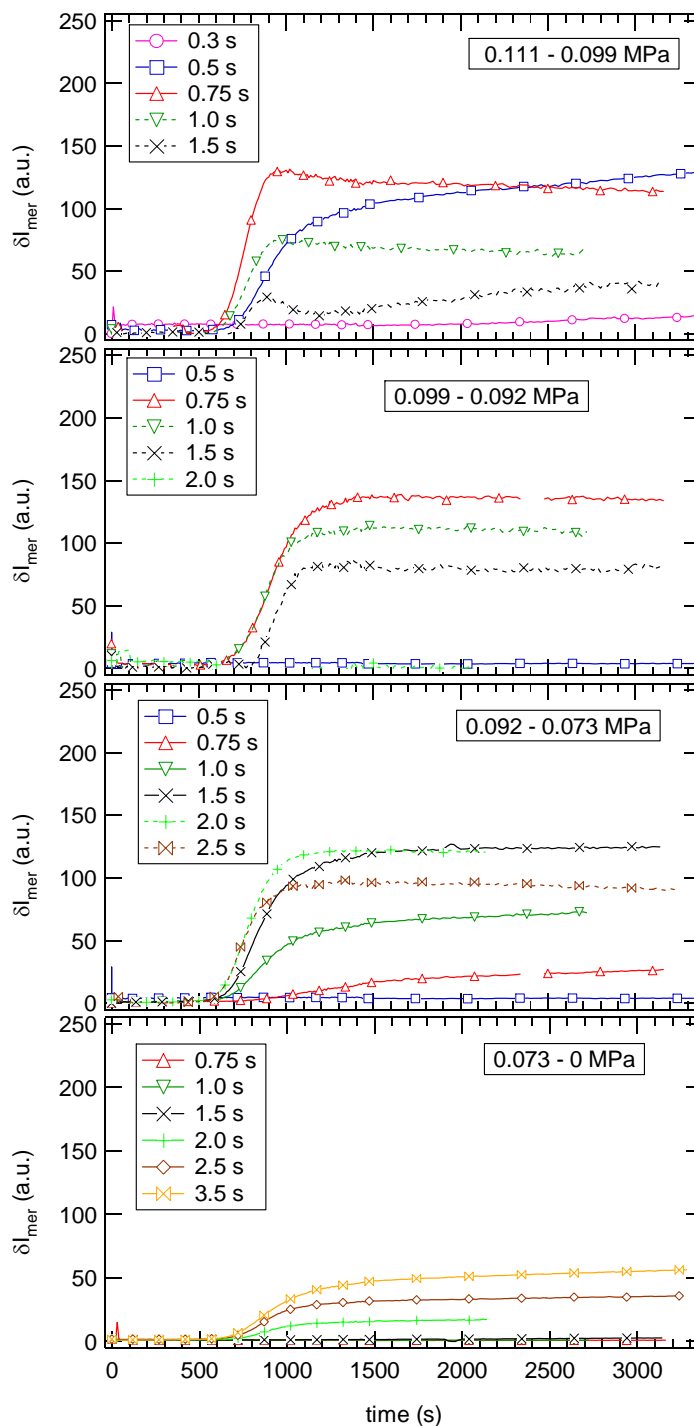 250
200
150
100
50
0
δI_mer (a.u.)
0.3 s
0.5 s
0.75 s
1.0 s
1.5 s
0.111 - 0.099 MPa
250
200
150
100
50
0
δI_mer (a.u.)
0.5 s
0.75 s
1.0 s
1.5 s
2.0 s
0.099 - 0.092 MPa
250
200
150
100
50
0
δI_mer (a.u.)
0.5 s
0.75 s
1.0 s
1.5 s
2.0 s
2.5 s
0.092 - 0.073 MPa
250
200
150
100
50
0
δI_mer (a.u.)
0.75 s
1.0 s
1.5 s
2.0 s
2.5 s
3.5 s
0.073 - 0 MPa
0 500 1000 1500 2000 2500 3000
time (s)